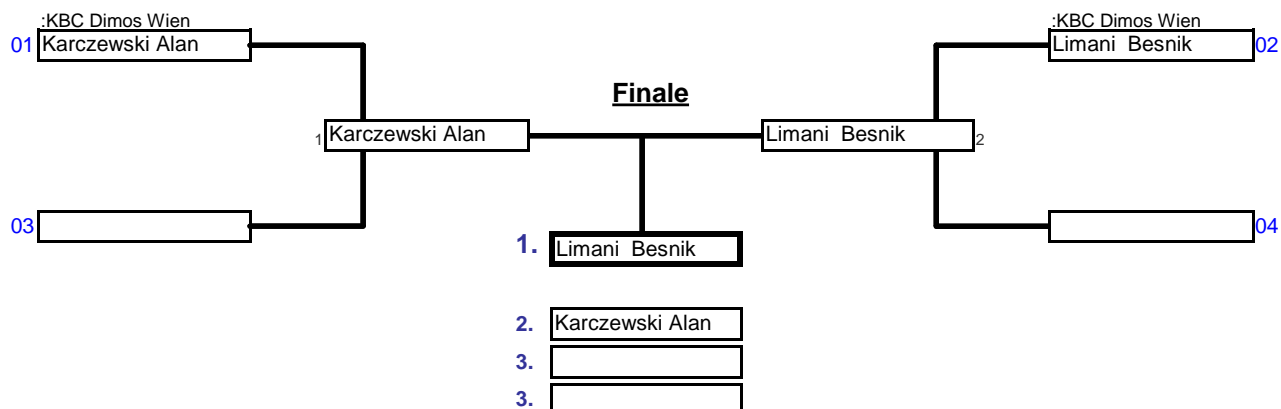 :KBC Dimos Wien :KBC Dimos Wien
01 Karczewski Alan Limani Besnik 02
Finale
1 Karczewski Alan Limani Besnik 2
03 04
1. Limani Besnik
2. Karczewski Alan
3.
3.